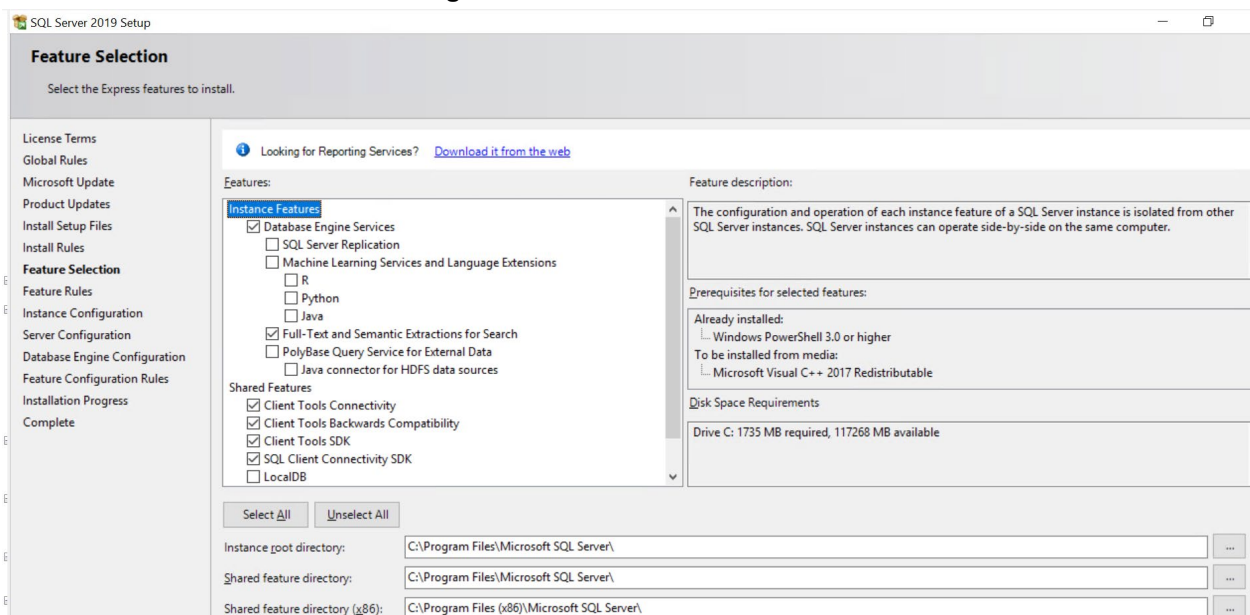 SQL Server 2019 Setup
Feature Selection
Select the Express features to install.
License Terms
Global Rules
Microsoft Update
Product Updates
Install Setup Files
Install Rules
Feature Selection
Feature Rules
Instance Configuration
Server Configuration
Database Engine Configuration
Feature Configuration Rules
Installation Progress
Complete
Looking for Reporting Services? Download it from the web
Features:
Instance Features
Database Engine Services
SQL Server Replication
Machine Learning Services and Language Extensions
R
Python
Java
Full-Text and Semantic Extractions for Search
PolyBase Query Service for External Data
Java connector for HDFS data sources
Shared Features
Client Tools Connectivity
Client Tools Backwards Compatibility
Client Tools SDK
SQL Client Connectivity SDK
LocalDB
Feature description:
The configuration and operation of each instance feature of a SQL Server instance is isolated from other
SQL Server instances. SQL Server instances can operate side-by-side on the same computer.
Prerequisites for selected features:
Already installed:
Windows PowerShell 3.0 or higher
To be installed from media:
Microsoft Visual C++ 2017 Redistributable
Disk Space Requirements
Drive C: 1735 MB required, 117268 MB available
Select All Unselect All
Instance root directory: C:\Program Files\Microsoft SQL Server\ ...
Shared feature directory: C:\Program Files\Microsoft SQL Server\ ...
Shared feature directory (x86): C:\Program Files (x86)\Microsoft SQL Server\ ...